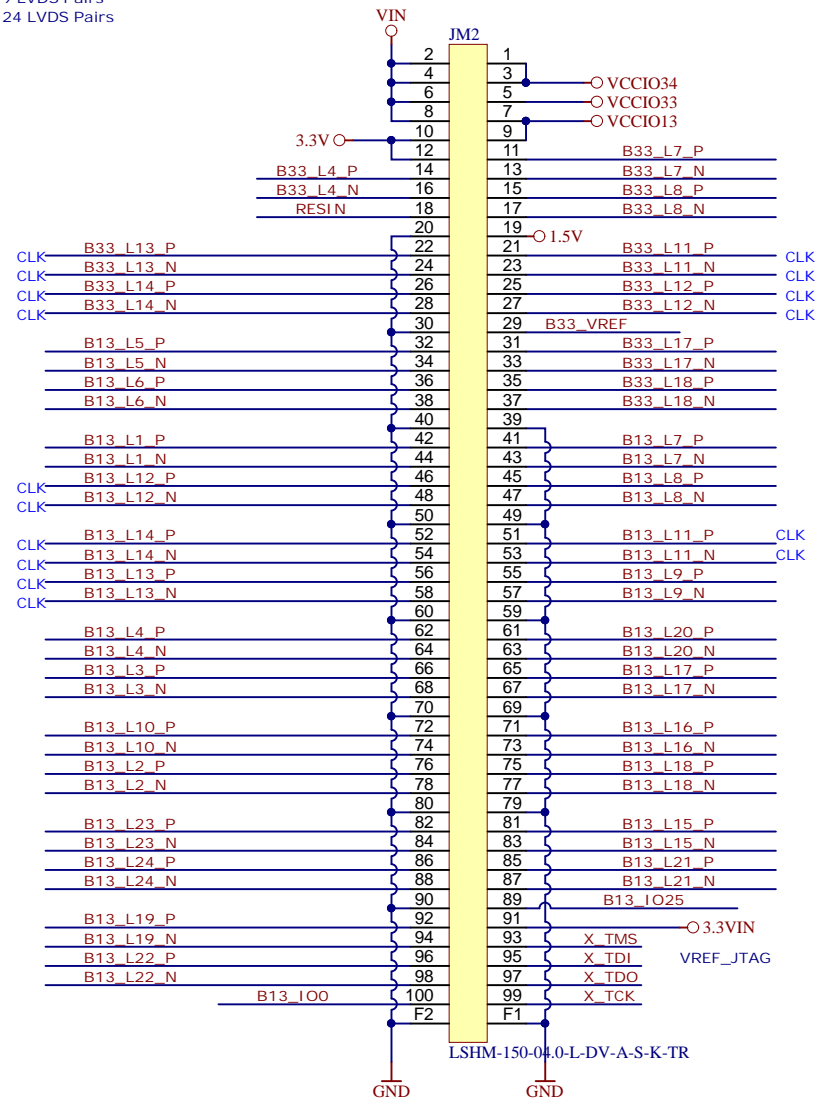 24 LVDS Pairs
VIN
JM2
2 1
4 3 VCCIO34
6 5 VCCIO33
8 7 VCCIO13
3.3V 10 9
12 11 B33_L7_P
B33_L4_P 14 13 B33_L7_N
B33_L4_N 16 15 B33_L8_P
RESIN 18 17 B33_L8_N
20 19 1.5V
CLK B33_L13_P 22 21 B33_L11_P CLK
CLK B33_L13_N 24 23 B33_L11_N CLK
CLK B33_L14_P 26 25 B33_L12_P CLK
CLK B33_L14_N 28 27 B33_L12_N CLK
30 29 B33_VREF
B13_L5_P 32 31 B33_L17_P
B13_L5_N 34 33 B33_L17_N
B13_L6_P 36 35 B33_L18_P
B13_L6_N 38 37 B33_L18_N
40 39
B13_L1_P 42 41 B13_L7_P
B13_L1_N 44 43 B13_L7_N
CLK B13_L12_P 46 45 B13_L8_P
CLK B13_L12_N 48 47 B13_L8_N
50 49
CLK B13_L14_P 52 51 B13_L11_P CLK
CLK B13_L14_N 54 53 B13_L11_N CLK
CLK B13_L13_P 56 55 B13_L9_P
CLK B13_L13_N 58 57 B13_L9_N
60 59
B13_L4_P 62 61 B13_L20_P
B13_L4_N 64 63 B13_L20_N
B13_L3_P 66 65 B13_L17_P
B13_L3_N 68 67 B13_L17_N
70 69
B13_L10_P 72 71 B13_L16_P
B13_L10_N 74 73 B13_L16_N
B13_L2_P 76 75 B13_L18_P
B13_L2_N 78 77 B13_L18_N
80 79
B13_L23_P 82 81 B13_L15_P
B13_L23_N 84 83 B13_L15_N
B13_L24_P 86 85 B13_L21_P
B13_L24_N 88 87 B13_L21_N
90 89 B13_IO25
B13_L19_P 92 91 3.3VIN
B13_L19_N 94 93 X_TMS
B13_L22_P 96 95 X_TDI VREF_JTAG
B13_L22_N 98 97 X_TDO
B13_IO0 100 99 X_TCK
F2 F1
LSHM-150-04.0-L-DV-A-S-K-TR
GND GND